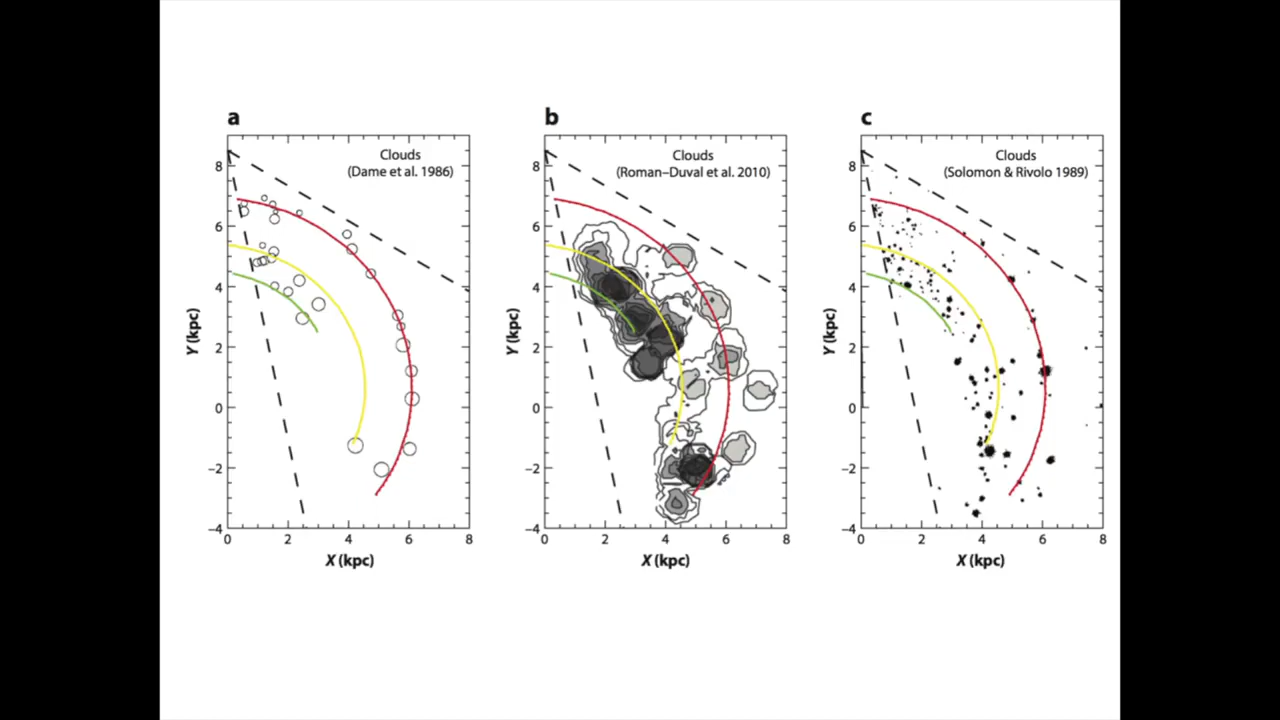 a
Clouds
(Dame et al. 1986)
8
6
4
2
0
−2
−4
0 2 4 6 8
Y (kpc)
X (kpc)
b
Clouds
(Roman–Duval et al. 2010)
8
6
4
2
0
−2
−4
0 2 4 6 8
Y (kpc)
X (kpc)
c
Clouds
(Solomon & Rivolo 1989)
8
6
4
2
0
−2
−4
0 2 4 6 8
Y (kpc)
X (kpc)